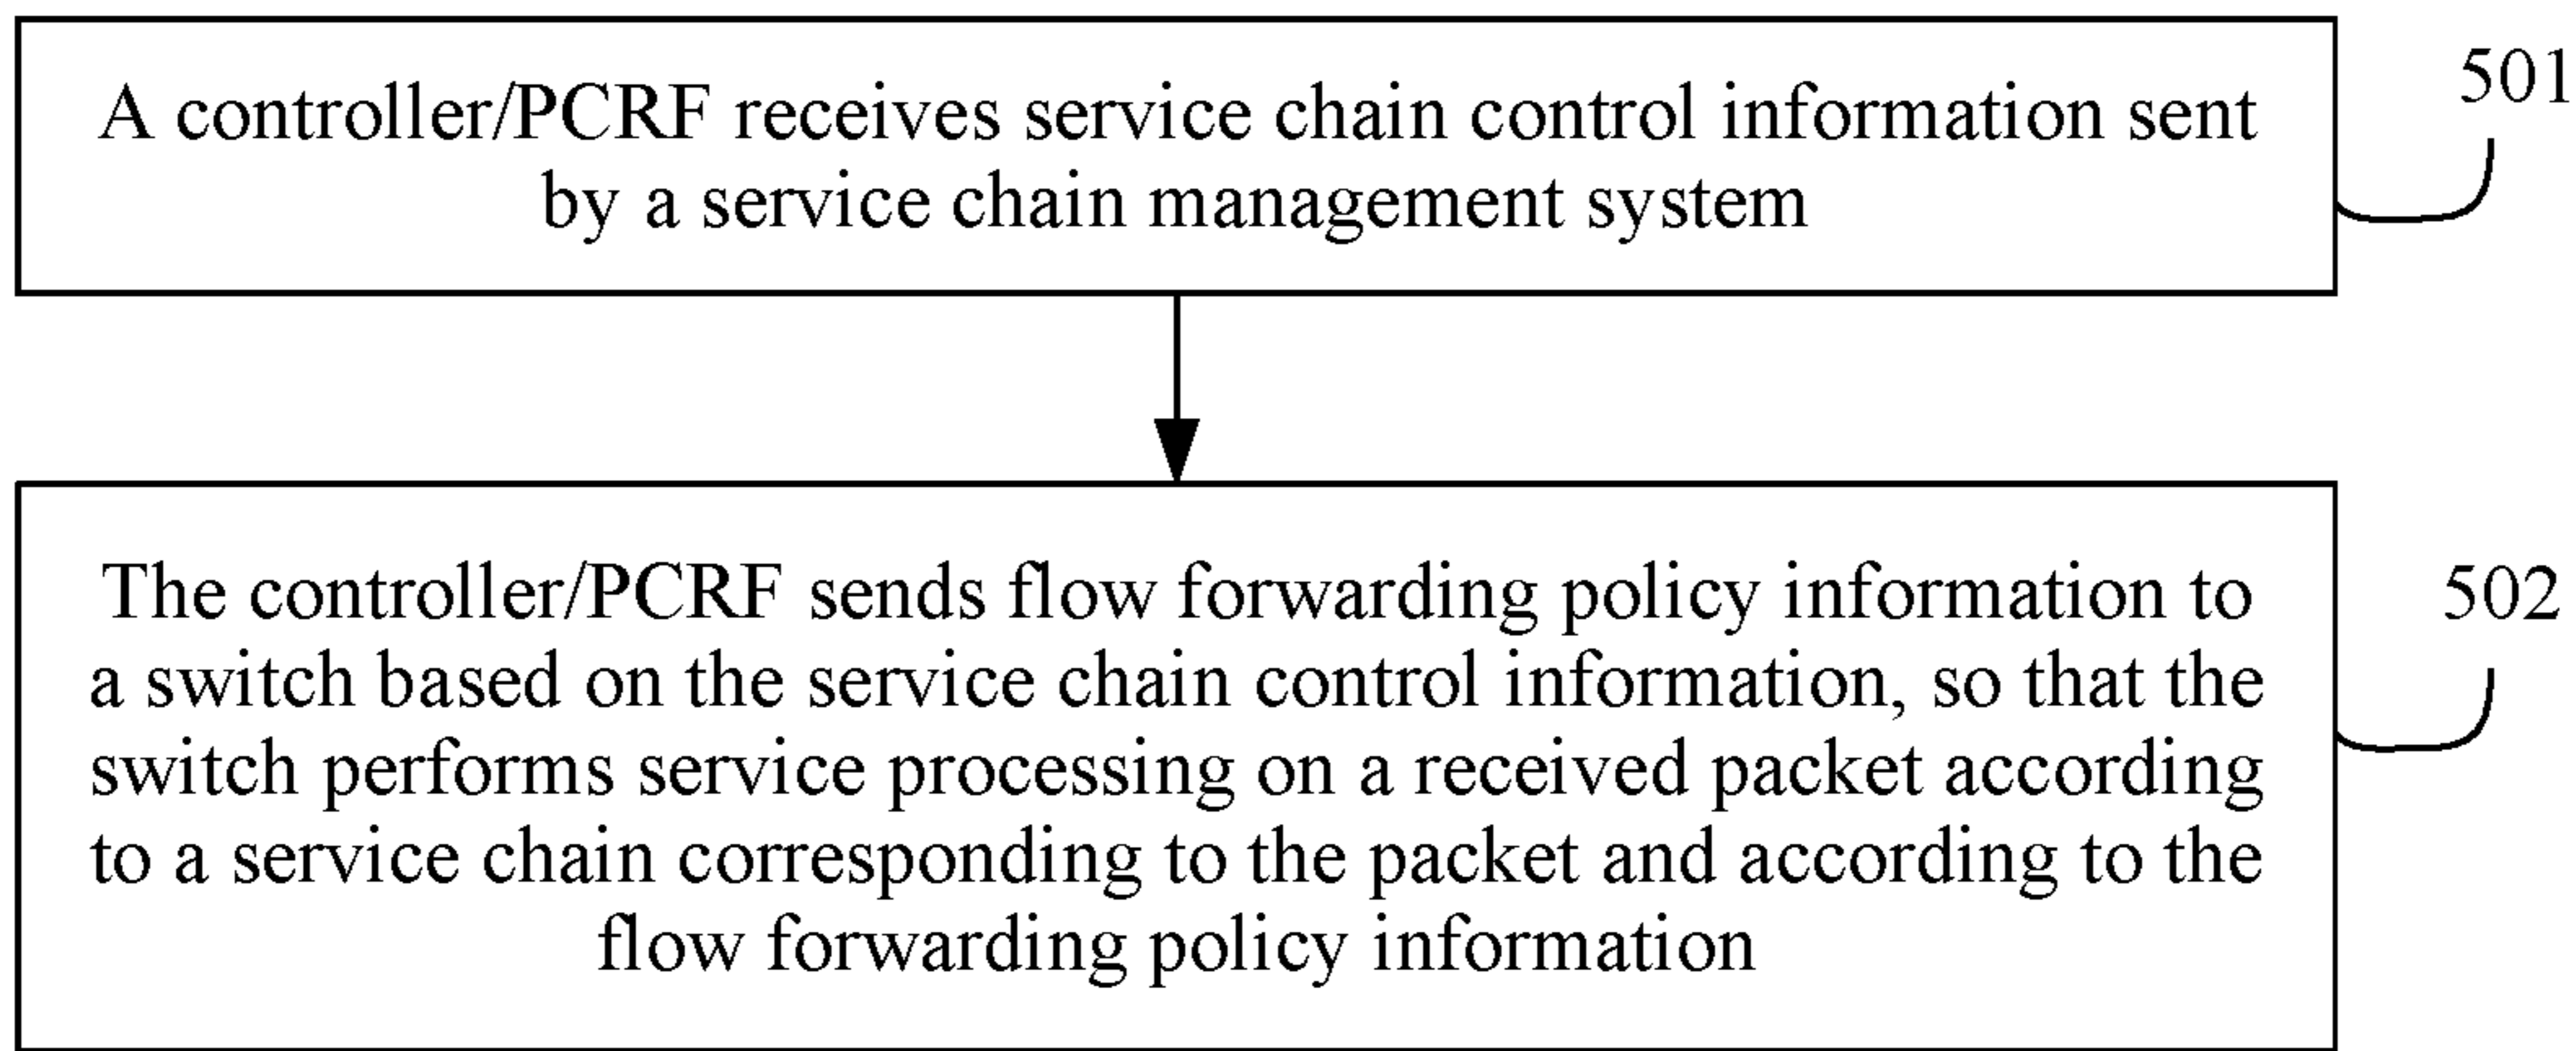 A controller/PCRF receives service chain control information sent
by a service chain management system
501
The controller/PCRF sends flow forwarding policy information to
a switch based on the service chain control information, so that the
switch performs service processing on a received packet according
to a service chain corresponding to the packet and according to the
flow forwarding policy information
502